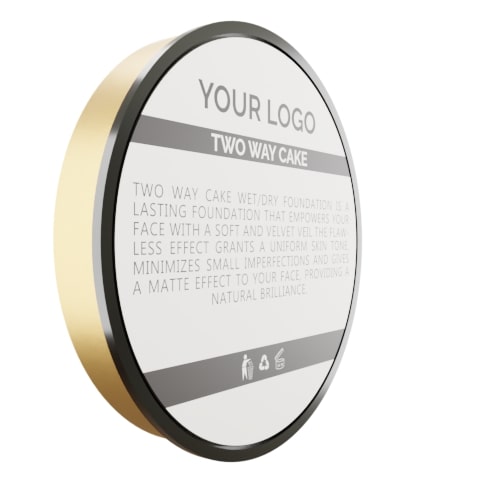 YOUR LOGO
TWO WAY CAKE
TWO WAY CAKE WET/DRY FOUNDATION IS A
LASTING FOUNDATION THAT EMPOWERS YOUR
FACE WITH A SOFT AND VELVET VEIL THE FLAW-
LESS EFFECT GRANTS A UNIFORM SKIN TONE
MINIMIZES SMALL IMPERFECTIONS AND GIVES
A MATTE EFFECT TO YOUR FACE, PROVIDING A
NATURAL BRILLIANCE.